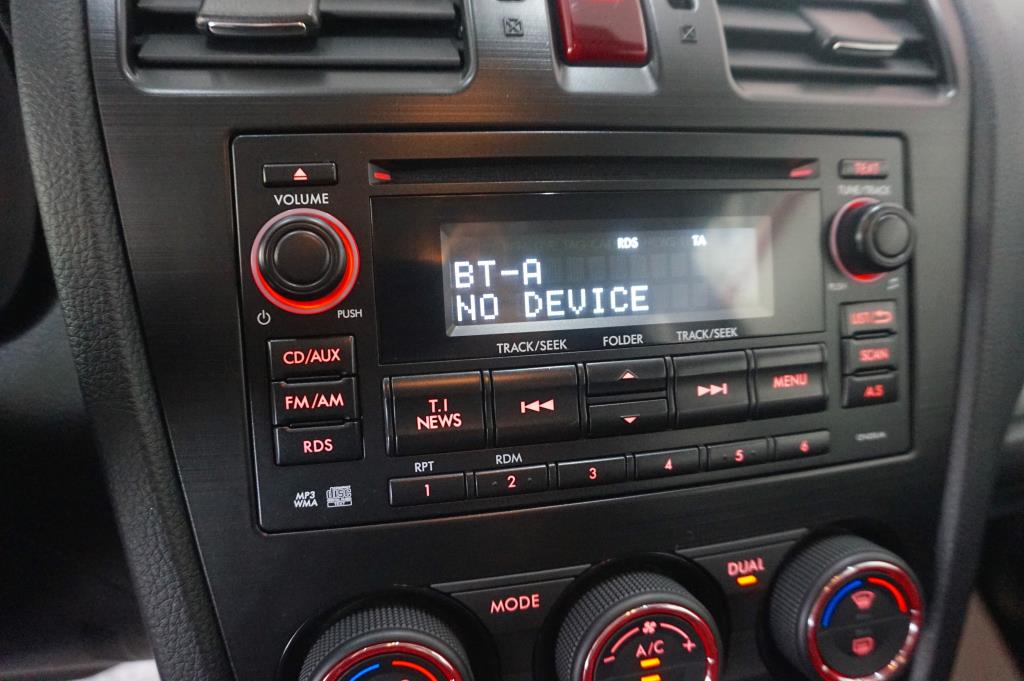 TEXT
VOLUME
TUNE/TRACK
RDS TA
BT-A
NO DEVICE
PUSH
PUSH
TRACK/SEEK FOLDER TRACK/SEEK
CD/AUX
LIST/
FM/AM
T.I
NEWS
MENU
SCAN
RDS
A.S
RPT RDM
1 2 3 4 5 6
MP3
WMA
MODE
DUAL
A/C
- +